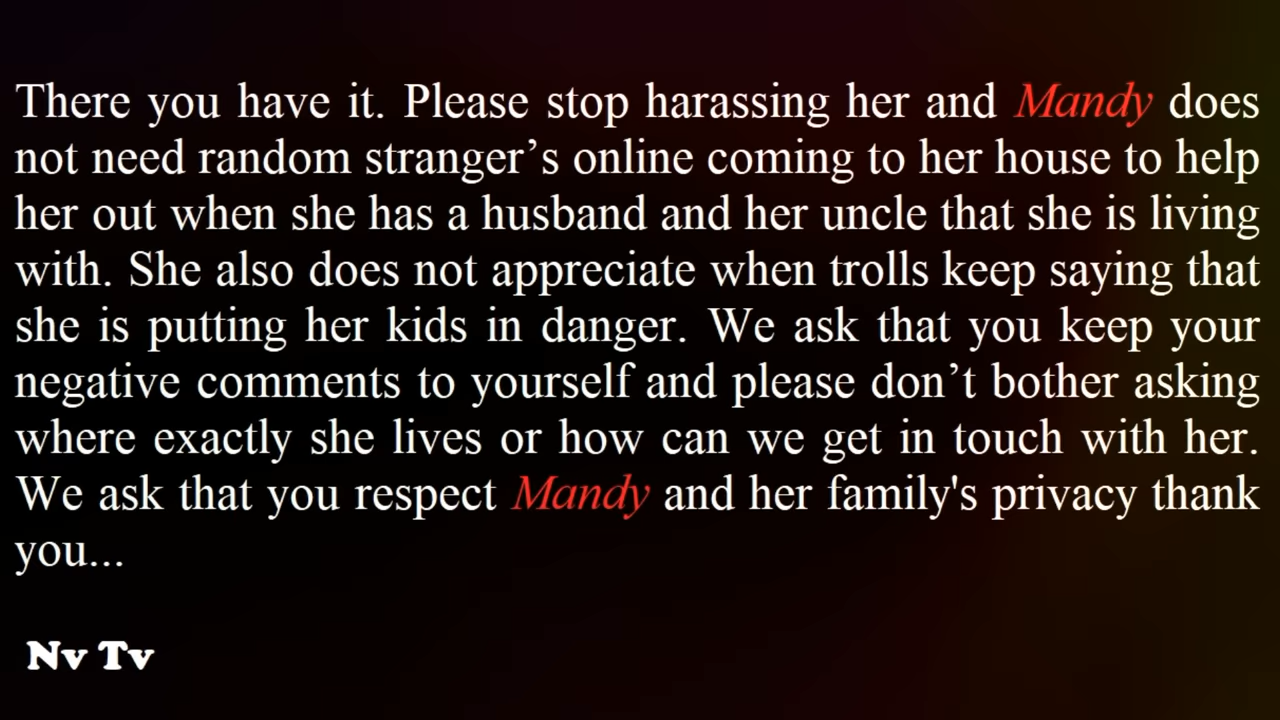 There you have it. Please stop harassing her and Mandy does
not need random stranger’s online coming to her house to help
her out when she has a husband and her uncle that she is living
with. She also does not appreciate when trolls keep saying that
she is putting her kids in danger. We ask that you keep your
negative comments to yourself and please don’t bother asking
where exactly she lives or how can we get in touch with her.
We ask that you respect Mandy and her family's privacy thank
you...
Nv Tv